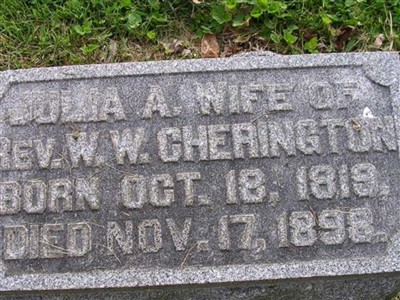 JULIA A. WIFE OF
REV. W. W. CHERINGTON
BORN OCT. 18, 1819.
DIED NOV. 17, 1898.